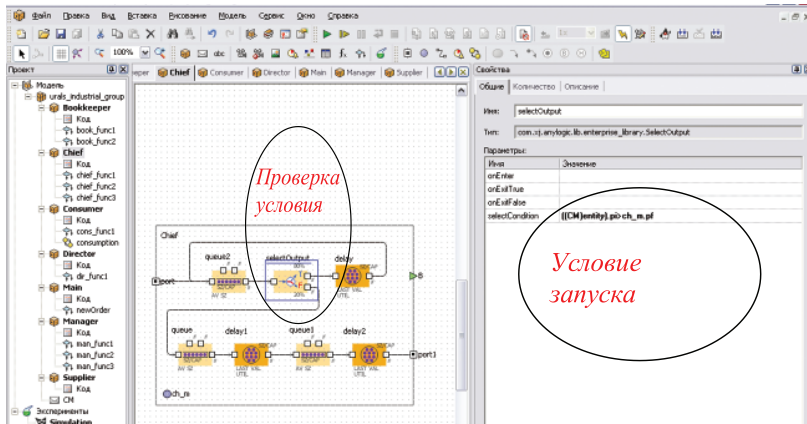 Файл Правка Вид Вставка Рисование Модель Сервис Окно Справка
100%
Проект
eeper Chief Consumer Director Main Manager Supplier
Свойства
Модель
urals_industrial_group
Bookkeeper
Код
book_func1
book_func2
Chief
Код
chief_func1
chief_func2
chief_func3
Consumer
Код
cons_func1
consumption
Director
Код
dir_func1
Main
Код
newOrder
Manager
Код
man_func1
man_func2
man_func3
Supplier
Код
CM
Эксперименты
Simulation
Проверка
условия
Chief
queue2 selectOutput delay
port
B
queue delay1 queue1 delay2
port1
ch_m
Общие Количество Описание
Имя: selectOutput
Тип: com.xj.anylogic.lib.enterprise_library.SelectOutput
Параметры:
Имя Значение
onEnter
onExitTrue
onExitFalse
selectCondition ((CM)entity).pi>ch_m.pf
Условие
запуска